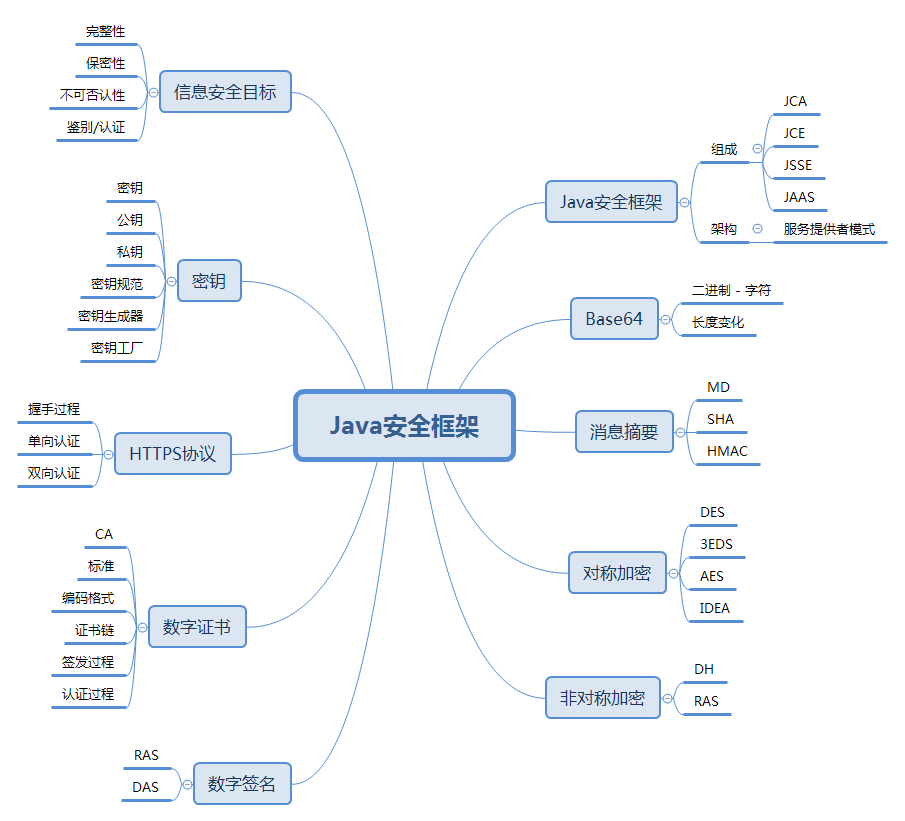 Java安全框架
信息安全目标
完整性
保密性
不可否认性
鉴别/认证
密钥
密钥
公钥
私钥
密钥规范
密钥生成器
密钥工厂
HTTPS协议
握手过程
单向认证
双向认证
数字证书
CA
标准
编码格式
证书链
签发过程
认证过程
数字签名
RAS
DAS
Java安全框架
组成
JCA
JCE
JSSE
JAAS
架构
服务提供者模式
Base64
二进制 - 字符
长度变化
消息摘要
MD
SHA
HMAC
对称加密
DES
3EDS
AES
IDEA
非对称加密
DH
RAS